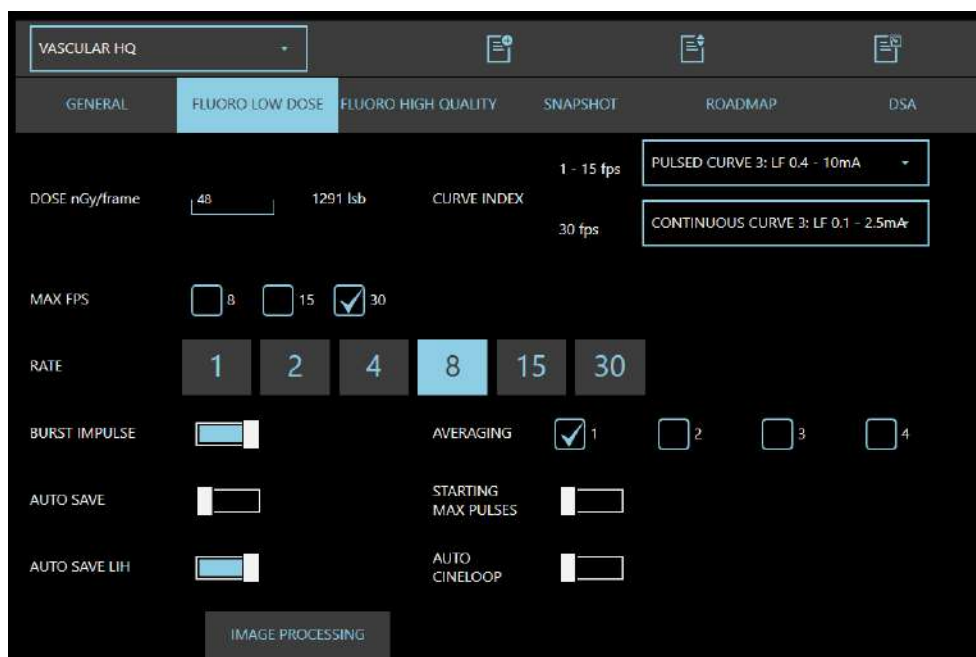 VASCULAR HQ
GENERAL FLUORO LOW DOSE FLUORO HIGH QUALITY SNAPSHOT ROADMAP DSA
1 - 15 fps PULSED CURVE 3: LF 0.4 - 10mA
DOSE nGy/frame 48 1291 lsb CURVE INDEX
30 fps CONTINUOUS CURVE 3: LF 0.1 - 2.5mA
MAX FPS 8 15 30
RATE 1 2 4 8 15 30
BURST IMPULSE AVERAGING 1 2 3 4
AUTO SAVE STARTING
MAX PULSES
AUTO SAVE LIH AUTO
CINELOOP
IMAGE PROCESSING